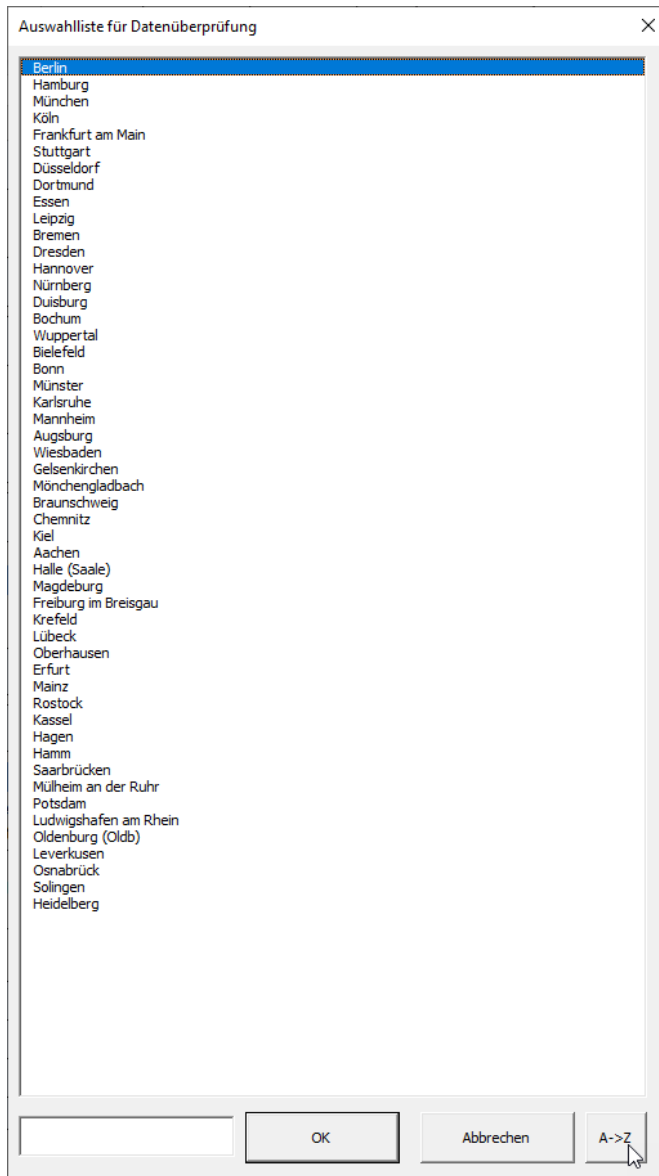 Auswahlliste für Datenüberprüfung
Berlin
Hamburg
München
Köln
Frankfurt am Main
Stuttgart
Düsseldorf
Dortmund
Essen
Leipzig
Bremen
Dresden
Hannover
Nürnberg
Duisburg
Bochum
Wuppertal
Bielefeld
Bonn
Münster
Karlsruhe
Mannheim
Augsburg
Wiesbaden
Gelsenkirchen
Mönchengladbach
Braunschweig
Chemnitz
Kiel
Aachen
Halle (Saale)
Magdeburg
Freiburg im Breisgau
Krefeld
Lübeck
Oberhausen
Erfurt
Mainz
Rostock
Kassel
Hagen
Hamm
Saarbrücken
Mülheim an der Ruhr
Potsdam
Ludwigshafen am Rhein
Oldenburg (Oldb)
Leverkusen
Osnabrück
Solingen
Heidelberg
OK Abbrechen A->Z